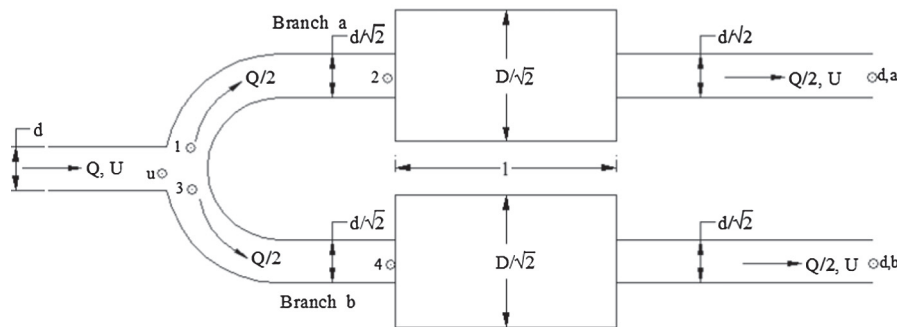 Branch a
d/√2
D/√2
d/√2
2
Q/2
Q/2, U
d,a
d
1
Q, U
u
l
3
d/√2
D/√2
d/√2
Q/2
4
Q/2, U
d,b
Branch b